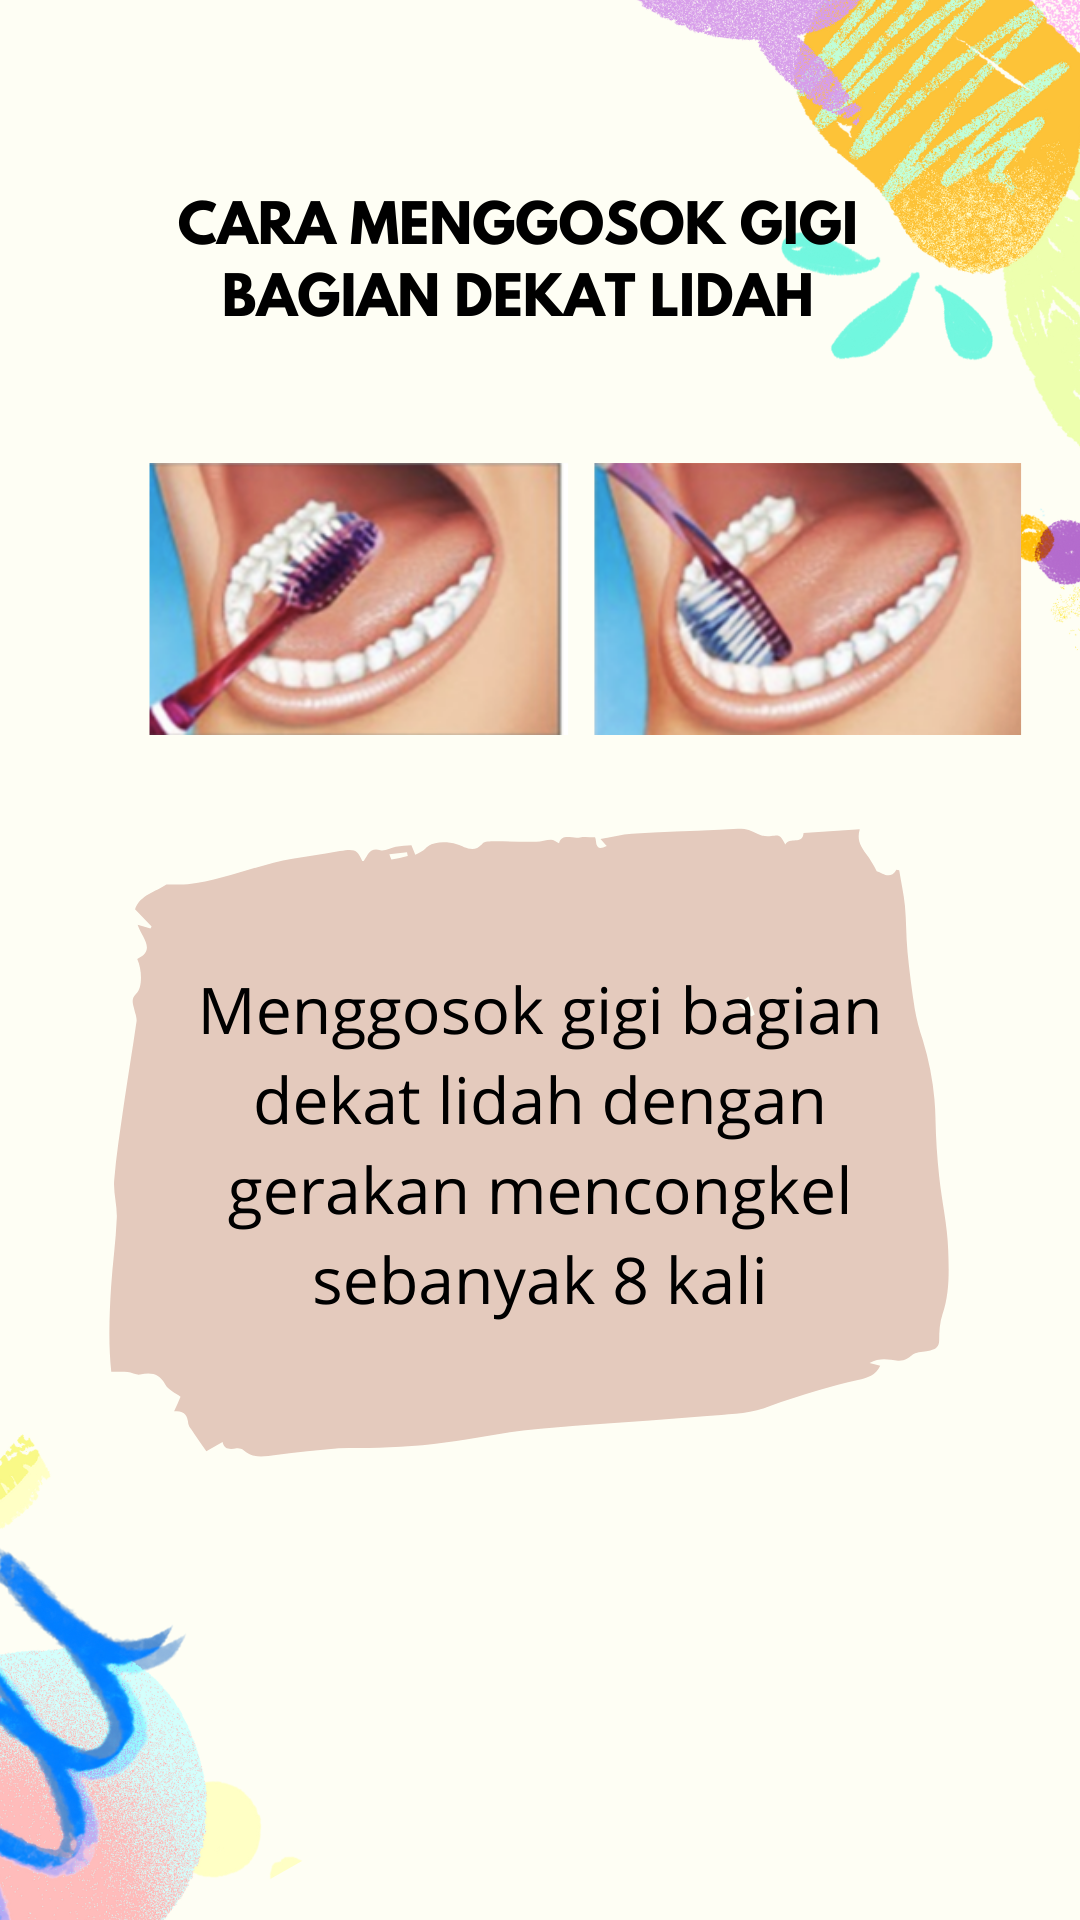 CARA MENGGOSOK GIGI
BAGIAN DEKAT LIDAH
Menggosok gigi bagian
dekat lidah dengan
gerakan mencongkel
sebanyak 8 kali